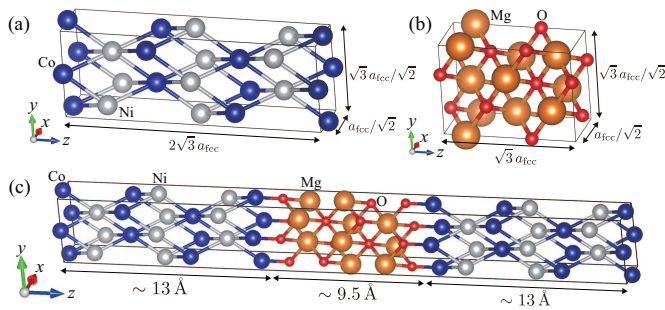 (a)
Co
Ni
y
x
z
√3 a_fcc/√2
a_fcc/√2
2√3 a_fcc
(b)
Mg
O
√3 a_fcc/√2
a_fcc/√2
√3 a_fcc
(c)
Co
Ni
Mg
O
y
x
z
∼ 13 Å
∼ 9.5 Å
∼ 13 Å